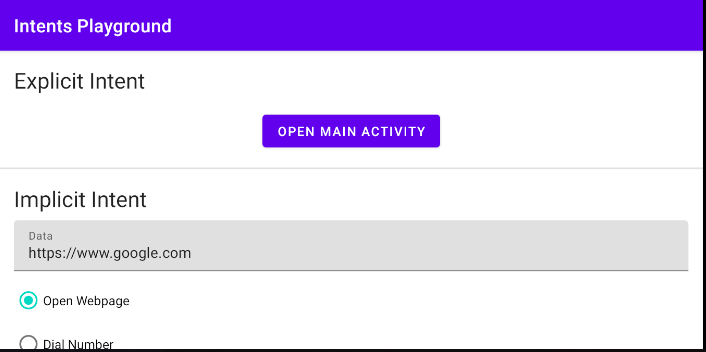 Intents Playground
Explicit Intent
OPEN MAIN ACTIVITY
Implicit Intent
Data
https://www.google.com
Open Webpage
Dial Number